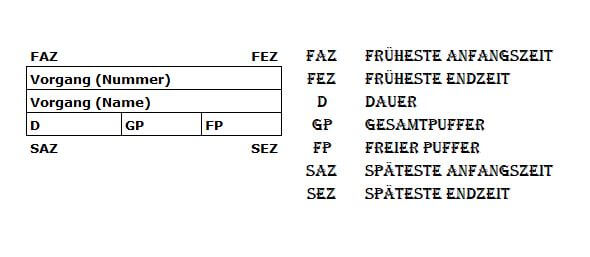 FAZ FEZ
Vorgang (Nummer)
Vorgang (Name)
D GP FP
SAZ SEZ
FAZ FRÜHESTE ANFANGSZEIT
FEZ FRÜHESTE ENDZEIT
D DAUER
GP GESAMTPUFFER
FP FREIER PUFFER
SAZ SPÄTESTE ANFANGSZEIT
SEZ SPÄTESTE ENDZEIT